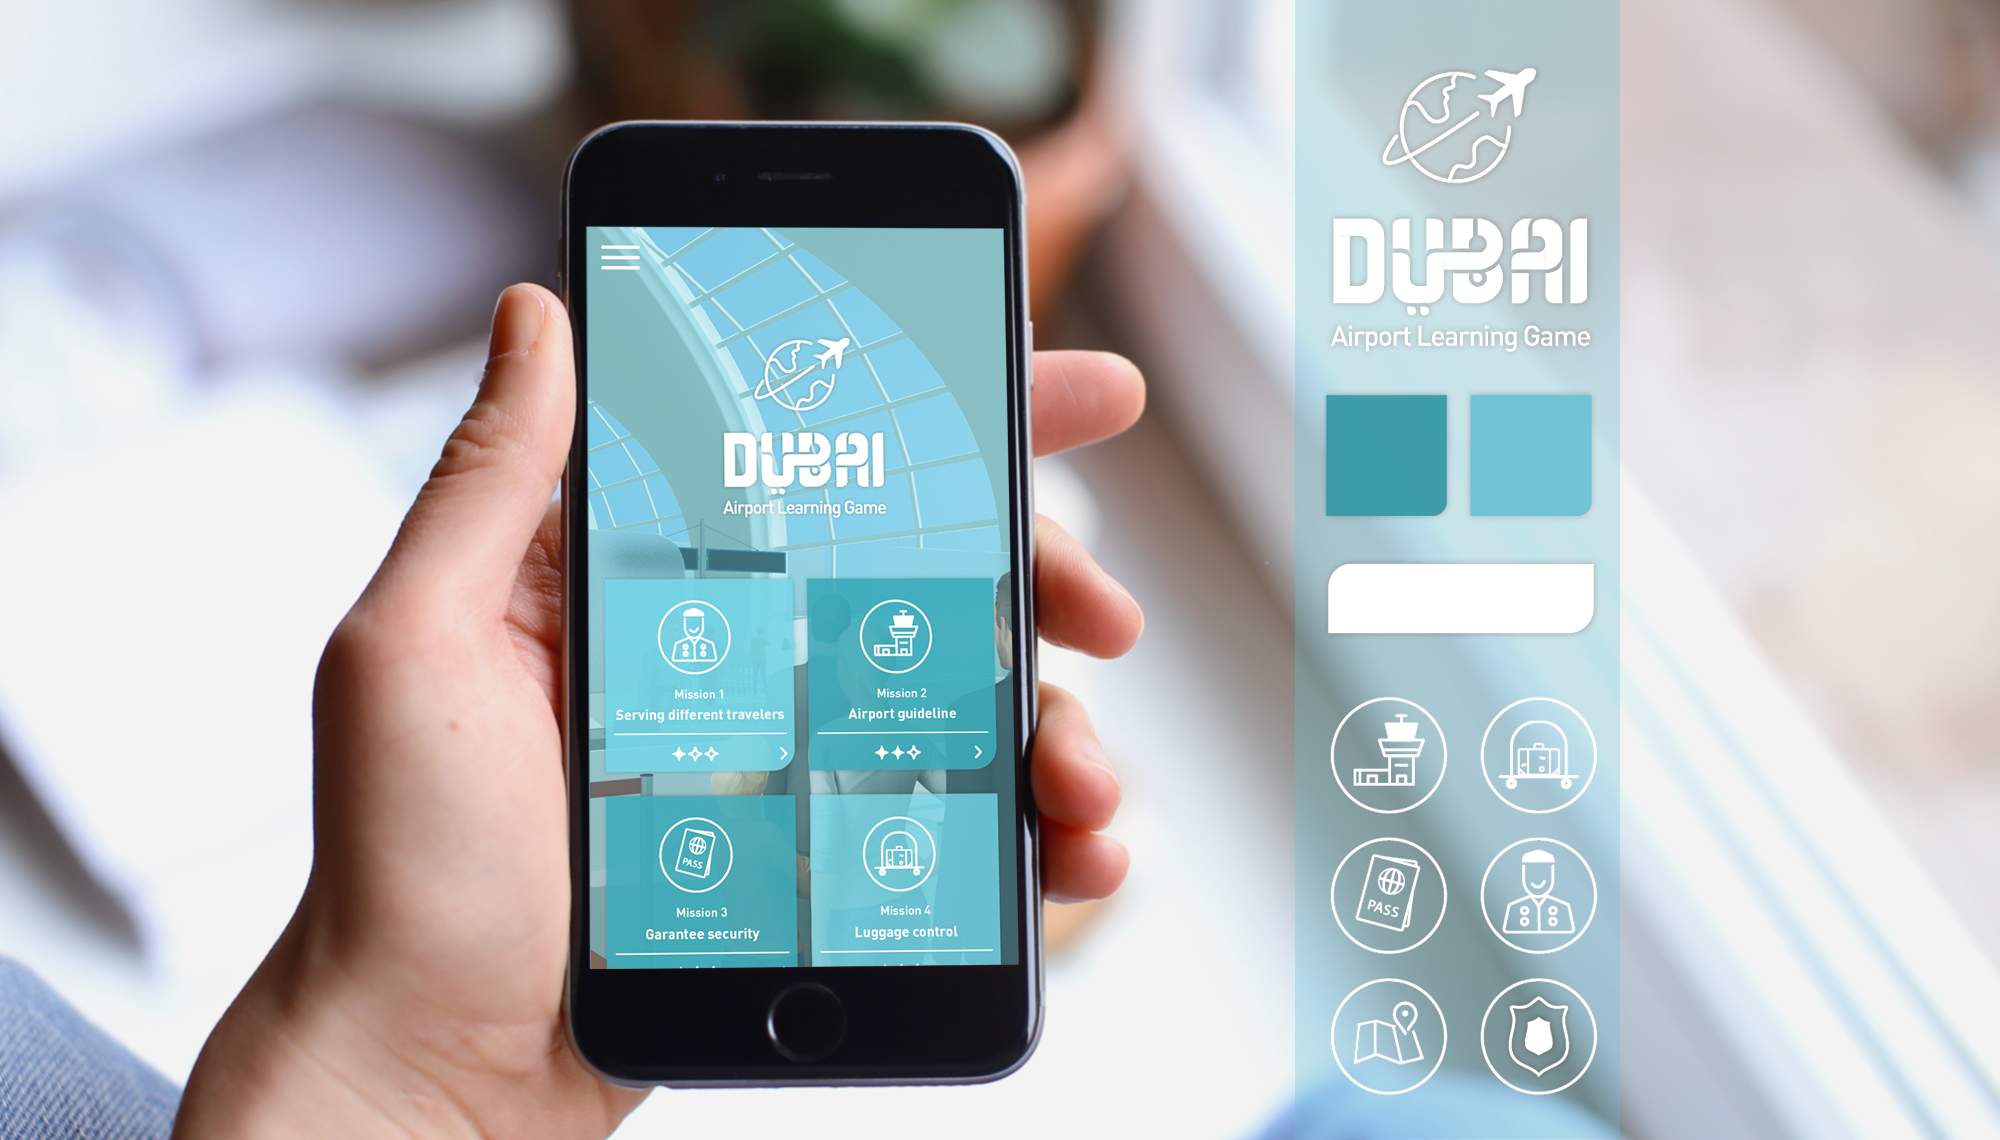 DUBAI
Airport Learning Game
Mission 1
Serving different travelers
Mission 2
Airport guideline
PASS
Mission 3
Garantee security
Mission 4
Luggage control
DUBAI
Airport Learning Game
PASS